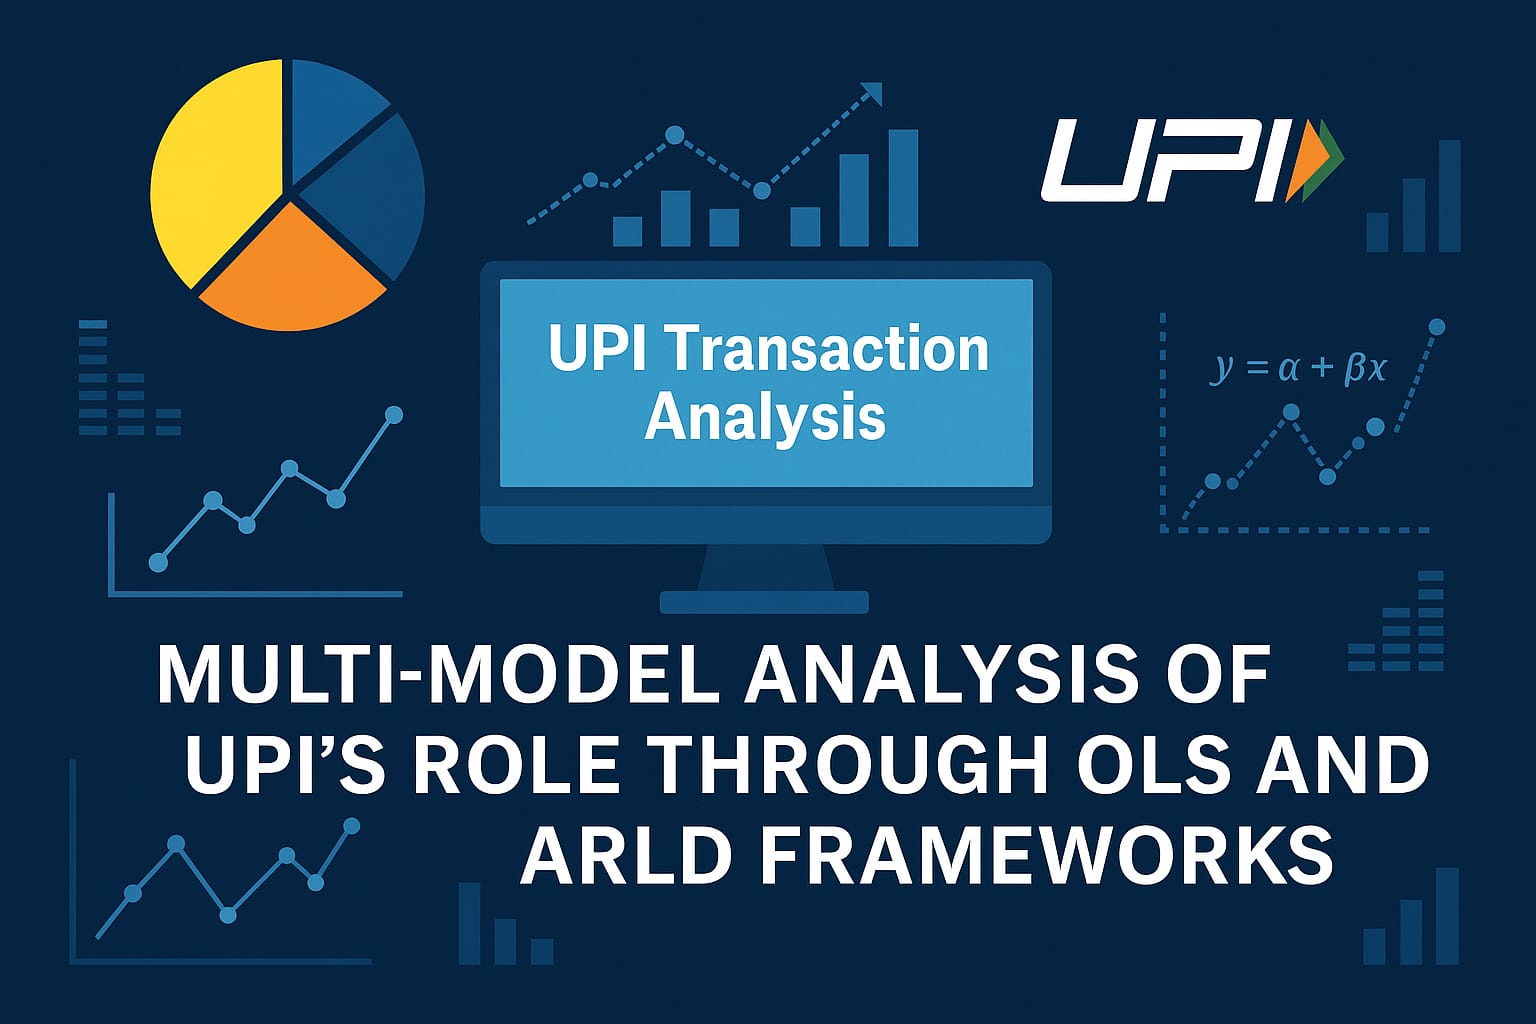 UPI
UPI Transaction
Analysis
y = α + βx
MULTI-MODEL ANALYSIS OF
UPI’S ROLE THROUGH OLS AND
ARLD FRAMEWORKS